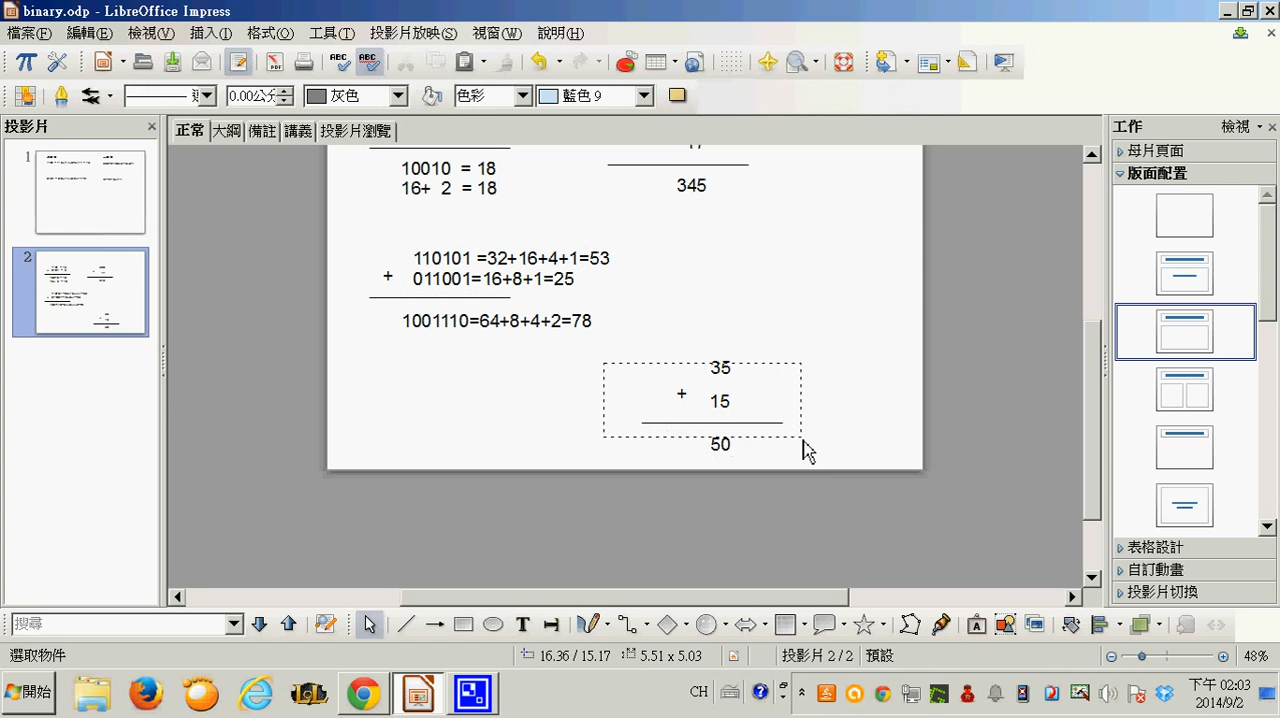 binary.odp - LibreOffice Impress
檔案(F) 編輯(E) 檢視(V) 插入(I) 格式(O) 工具(T) 投影片放映(S) 視窗(W) 說明(H)
ABC ABC
0.00公分 灰色 色彩 藍色 9
投影片
正常 大綱 備註 講義 投影片瀏覽
工作 檢視
母片頁面
版面配置
1
2
10010 = 18
16+ 2 = 18
345
110101 =32+16+4+1=53
+ 011001=16+8+1=25
1001110=64+8+4+2=78
35
+ 15
50
表格設計
自訂動畫
投影片切換
搜尋
選取物件
16.36 / 15.17
5.51 x 5.03
投影片 2 / 2
預設
48%
開始
CH
下午 02:03
2014/9/2